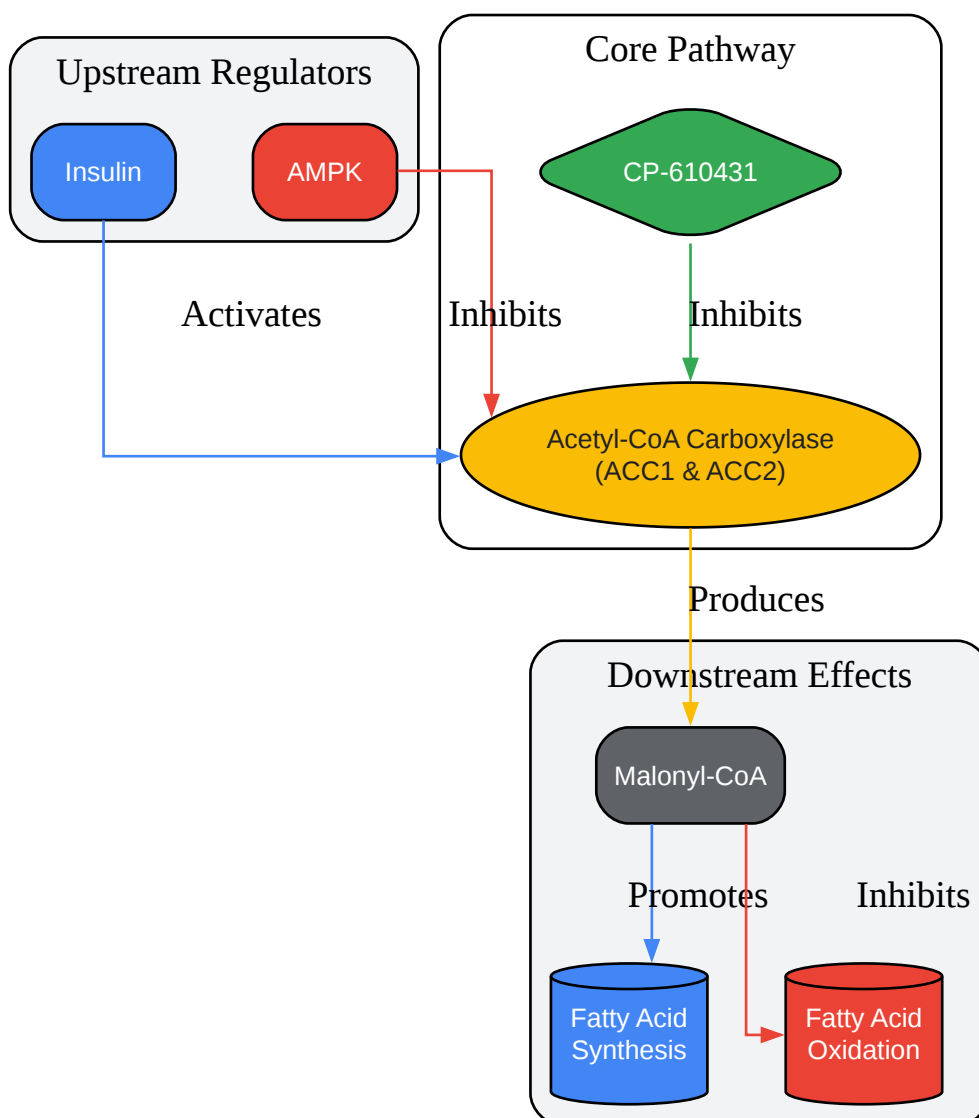 Core Pathway
Upstream Regulators
Insulin
AMPK
CP-610431
Activates
Inhibits
Inhibits
Acetyl-CoA Carboxylase
(ACC1 & ACC2)
Produces
Downstream Effects
Malonyl-CoA
Promotes
Inhibits
Fatty Acid
Synthesis
Fatty Acid
Oxidation